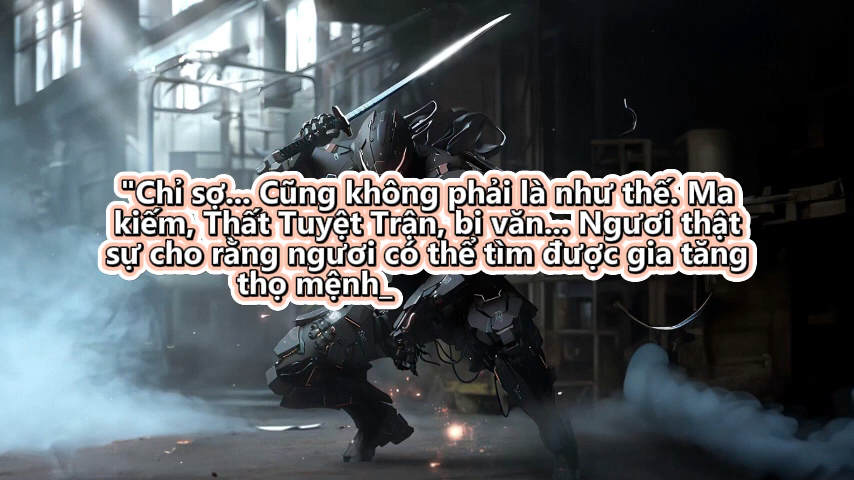 "Chỉ sợ... Cũng không phải là như thế. Ma
kiếm, Thất Tuyệt Trận, bi văn... Ngươi thật
sự cho rằng ngươi có thể tìm được gia tăng
thọ mệnh_